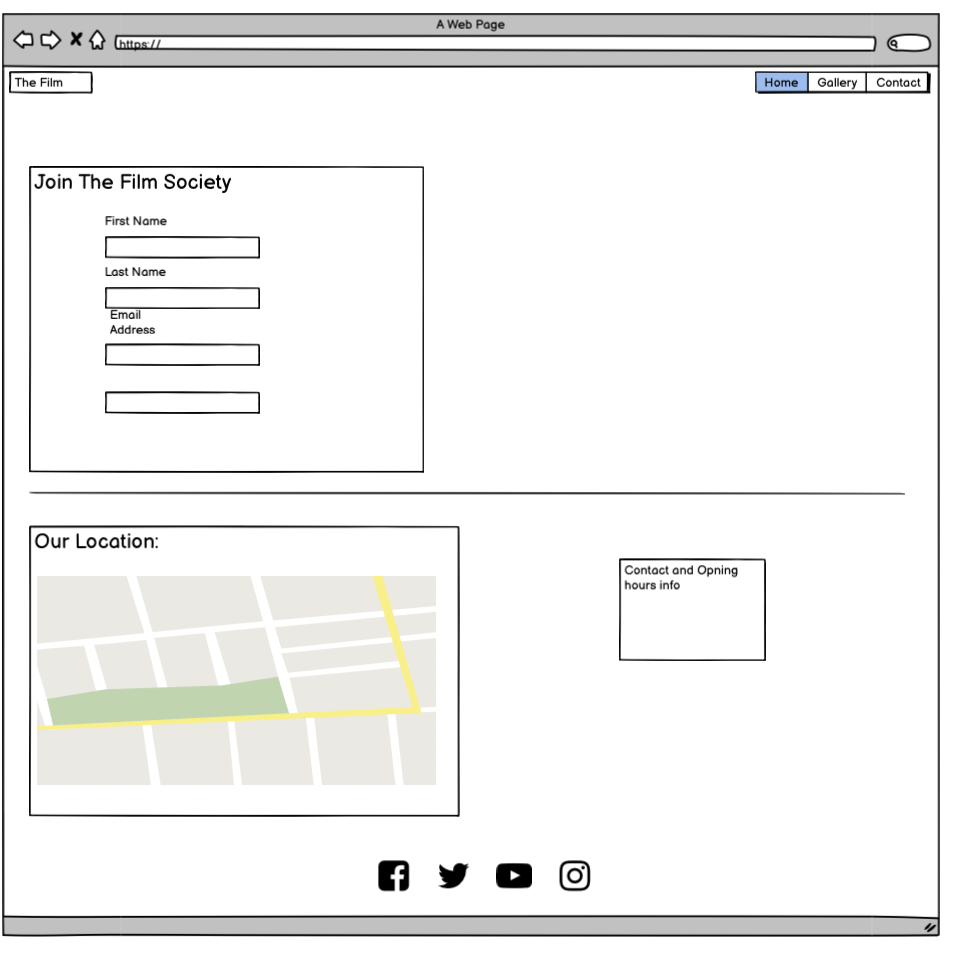 A Web Page
https://
The Film
Home Gallery Contact
Join The Film Society
First Name
Last Name
Email
Address
Our Location:
Contact and Opning
hours info